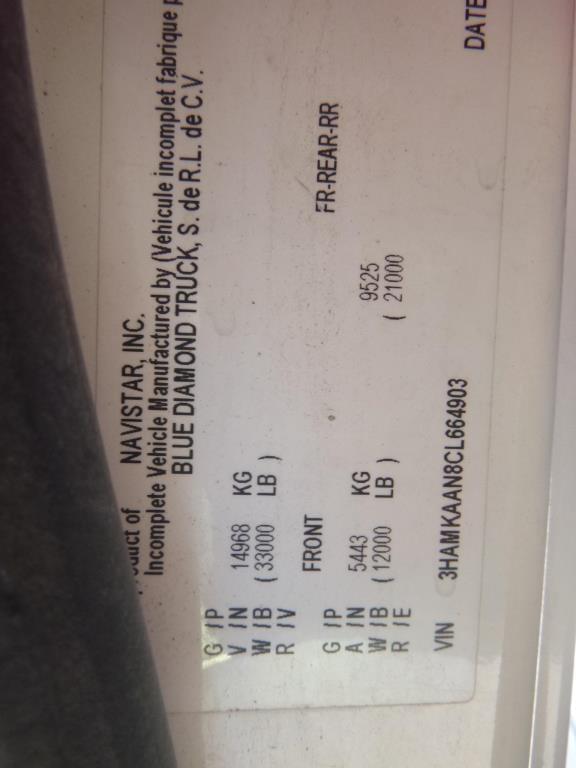 of NAVISTAR, INC.
Incomplete Vehicle Manufactured by (Vehicule incomplet fabrique
BLUE DIAMOND TRUCK, S. de R.L. de C.V.
G / P
V / N 14968 KG
W / B ( 33000 LB )
R / V
FRONT FR-REAR-RR
G / P
A / N 5443 KG 9525
W / B ( 12000 LB ) ( 21000
R / E
VIN 3HAMKAAN8CL664903
DATE